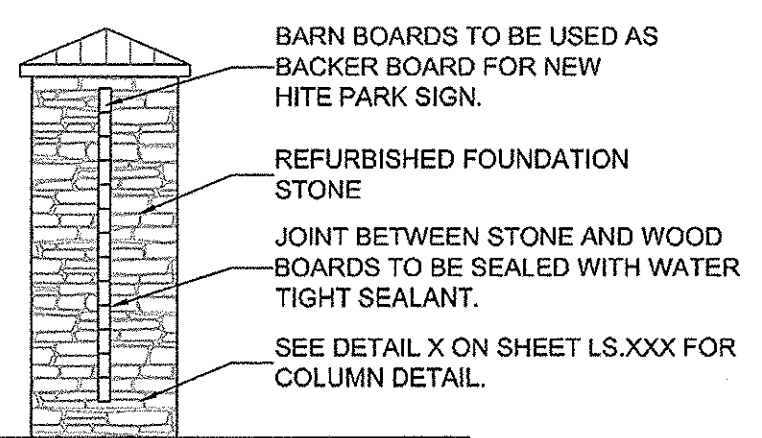 BARN BOARDS TO BE USED AS
BACKER BOARD FOR NEW
HITE PARK SIGN.
REFURBISHED FOUNDATION
STONE
JOINT BETWEEN STONE AND WOOD
BOARDS TO BE SEALED WITH WATER
TIGHT SEALANT.
SEE DETAIL X ON SHEET LS.XXX FOR
COLUMN DETAIL.